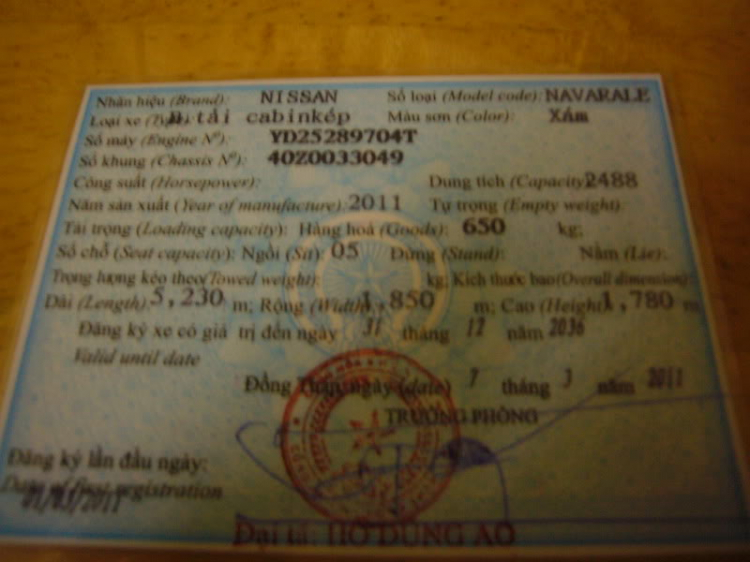 Nhãn hiệu (Brand): NISSAN Số loại (Model code): NAVARALE
Loại xe (Type): tải cabinkép Màu sơn (Color): Xám
Số máy (Engine Nº): YD25289704T
Số khung (Chassis Nº): 40Z0033049
Công suất (Horsepower): Dung tích (Capacity) 2488
Năm sản xuất (Year of manufacture): 2011 Tự trọng (Empty weight):
Tải trọng (Loading capacity): Hàng hoá (Goods): 650 kg;
Số chỗ (Seat capacity): Ngồi (Sit): 05 Đứng (Stand): Nằm (Lie):
Trọng lượng kéo theo (Towed weight): kg; Kích thước bao (Overall dimension):
Dài (Length): 5,230 m; Rộng (Width) 1,850 m; Cao (Height) 1,780 m
Đăng ký xe có giá trị đến ngày 31 tháng 12 năm 2036
Valid until date
Đồng ngày (date) 7 tháng 3 năm 2011
TRƯỞNG PHÒNG
Đăng ký lần đầu ngày:
Date of first registration
Đại tá: